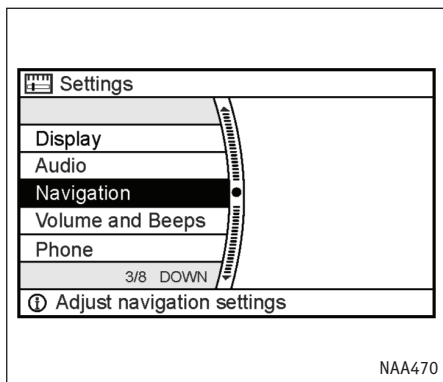 Settings
Display
Audio
Navigation
Volume and Beeps
Phone
3/8 DOWN
Adjust navigation settings
NAA470